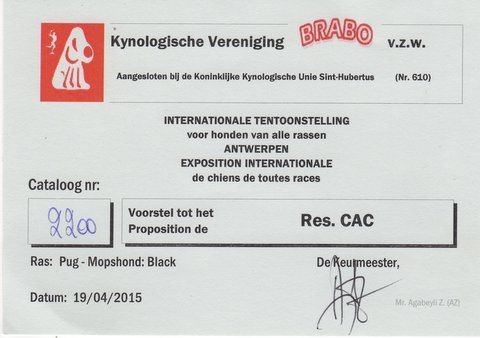 Kynologische Vereniging BRABO v.z.w.
Aangesloten bij de Koninklijke Kynologische Unie Sint-Hubertus (Nr. 610)
INTERNATIONALE TENTOONSTELLING
voor honden van alle rassen
ANTWERPEN
EXPOSITION INTERNATIONALE
de chiens de toutes races
Cataloog nr:
2200
Voorstel tot het
Proposition de
Res. CAC
Ras: Pug - Mopshond: Black
De Keurmeester,
Datum: 19/04/2015
Mr. Agabeyli Z. (AZ)